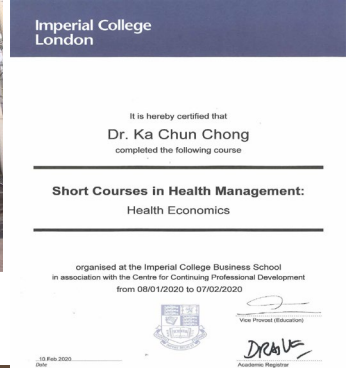 Imperial College
London
It is hereby certified that
Dr. Ka Chun Chong
completed the following course
Short Courses in Health Management:
Health Economics
organised at the Imperial College Business School
in association with the Centre for Continuing Professional Development
from 08/01/2020 to 07/02/2020
Vice Provost (Education)
10 Feb 2020
Date
Academic Registrar